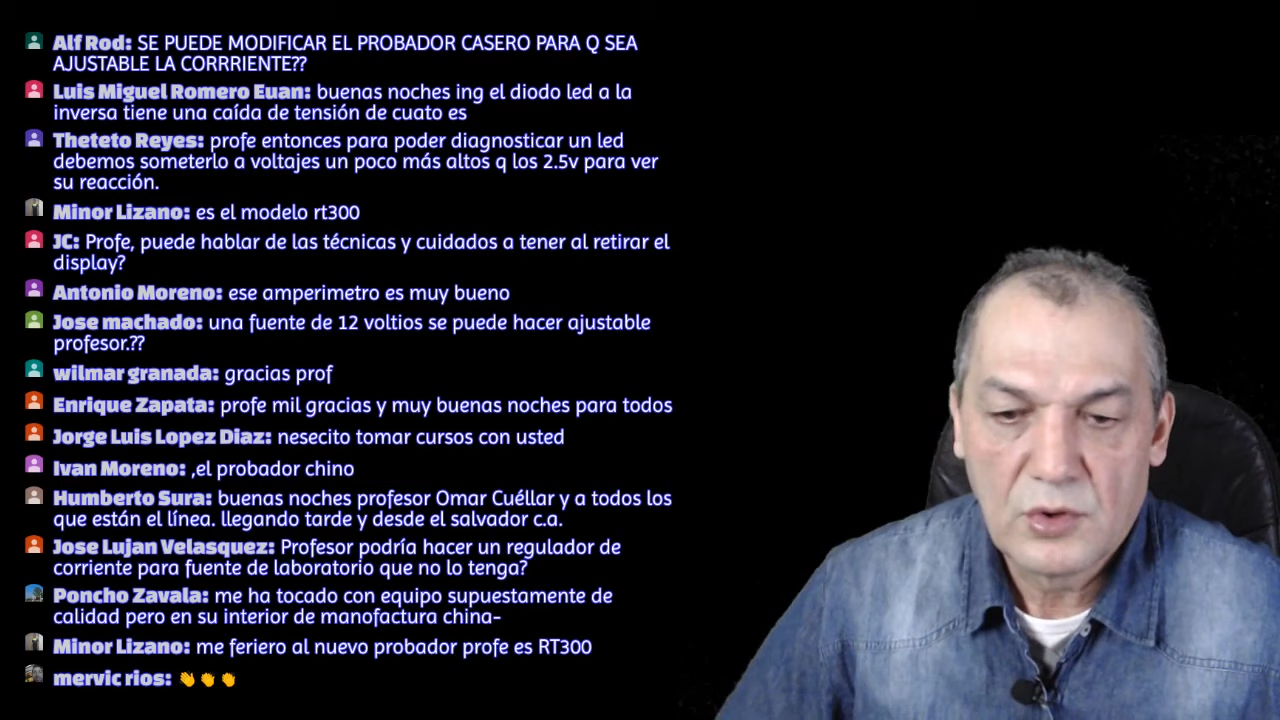 Alf Rod: SE PUEDE MODIFICAR EL PROBADOR CASERO PARA Q SEA
AJUSTABLE LA CORRRIENTE??
Luis Miguel Romero Euan: buenas noches ing el diodo led a la
inversa tiene una caída de tensión de cuato es
Theteto Reyes: profe entonces para poder diagnosticar un led
debemos someterlo a voltajes un poco más altos q los 2.5v para ver
su reacción.
Minor Lizano: es el modelo rt300
JC: Profe, puede hablar de las técnicas y cuidados a tener al retirar el
display?
Antonio Moreno: ese amperimetro es muy bueno
Jose machado: una fuente de 12 voltios se puede hacer ajustable
profesor.??
wilmar granada: gracias prof
Enrique Zapata: profe mil gracias y muy buenas noches para todos
Jorge Luis Lopez Diaz: nesecito tomar cursos con usted
Ivan Moreno: ,el probador chino
Humberto Sura: buenas noches profesor Omar Cuéllar y a todos los
que están el línea. llegando tarde y desde el salvador c.a.
Jose Lujan Velasquez: Profesor podría hacer un regulador de
corriente para fuente de laboratorio que no lo tenga?
Poncho Zavala: me ha tocado con equipo supuestamente de
calidad pero en su interior de manofactura china-
Minor Lizano: me feriero al nuevo probador profe es RT300
mervic rios: 👏👏👏